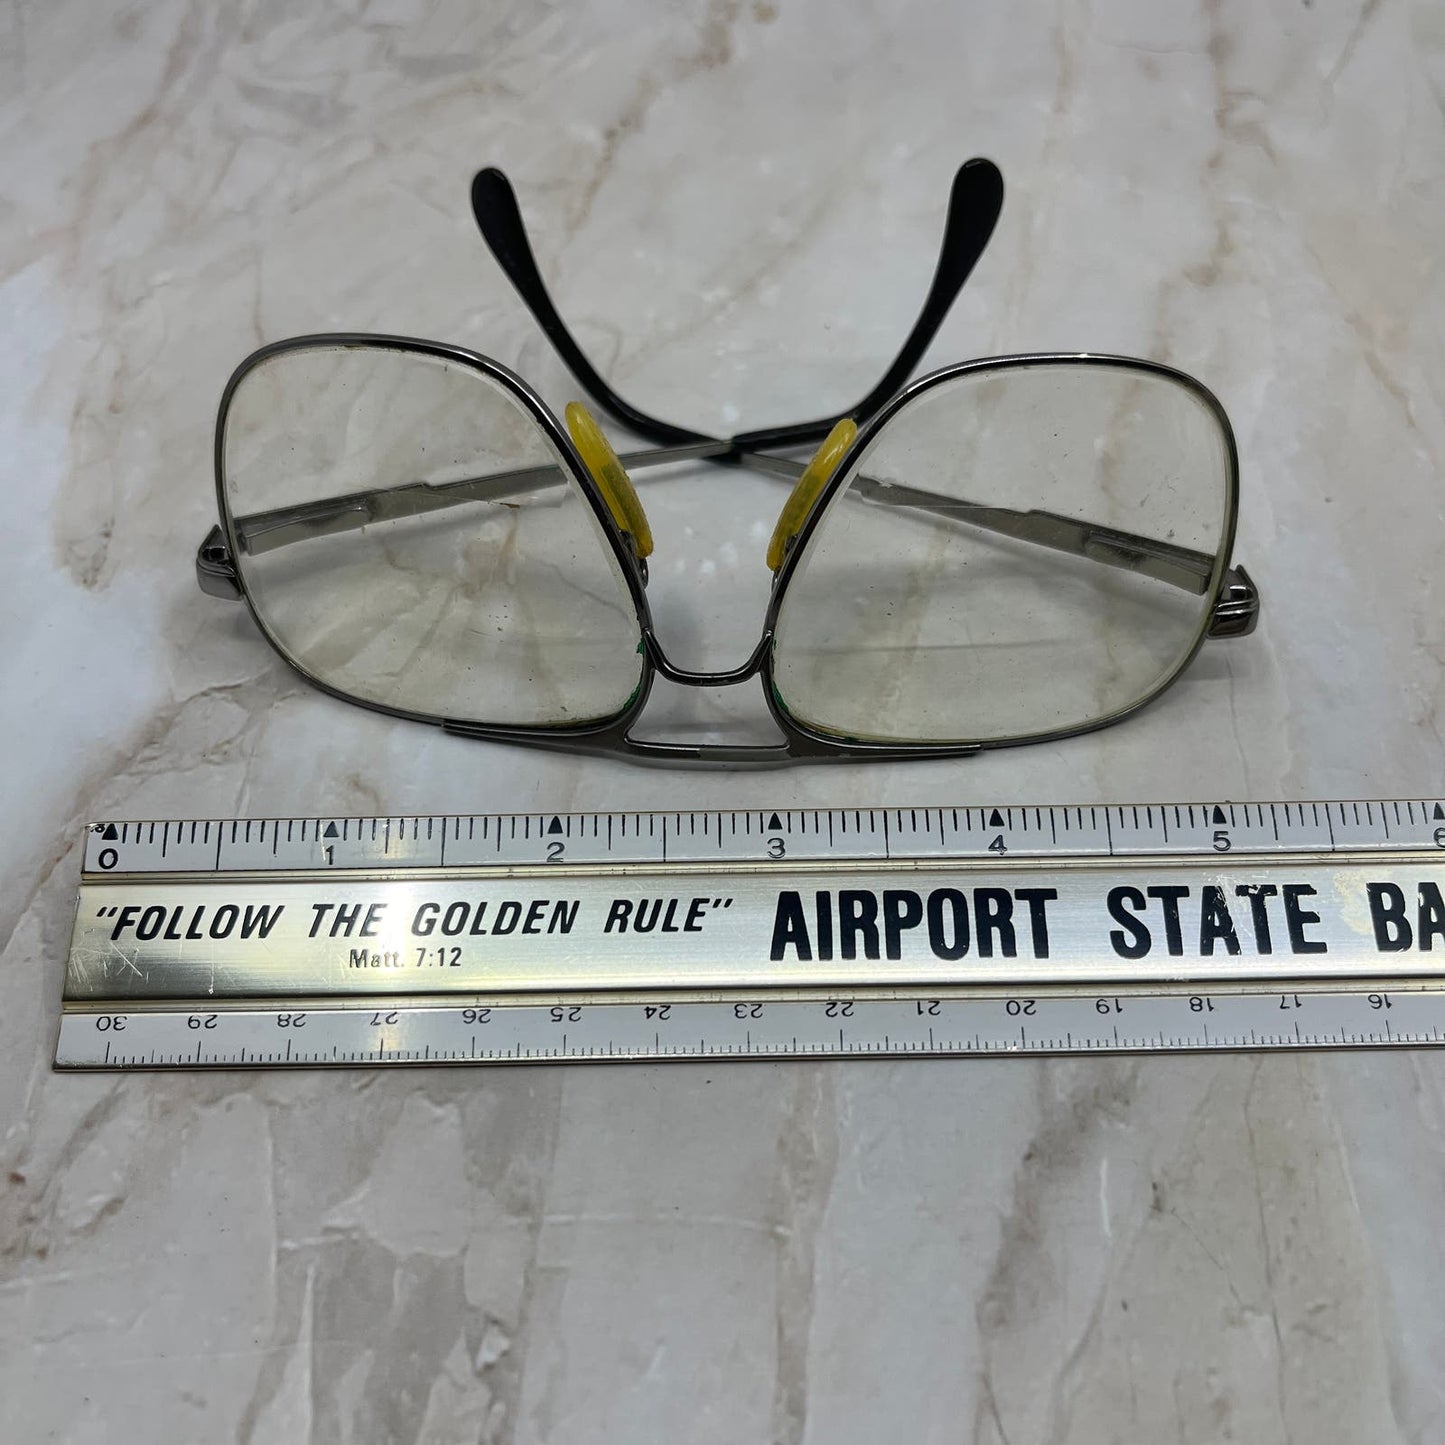 0 1 2 3 4 5 6
"FOLLOW THE GOLDEN RULE" AIRPORT STATE BA
Matt. 7:12
30 29 28 27 26 25 24 23 22 21 20 19 18 17 16